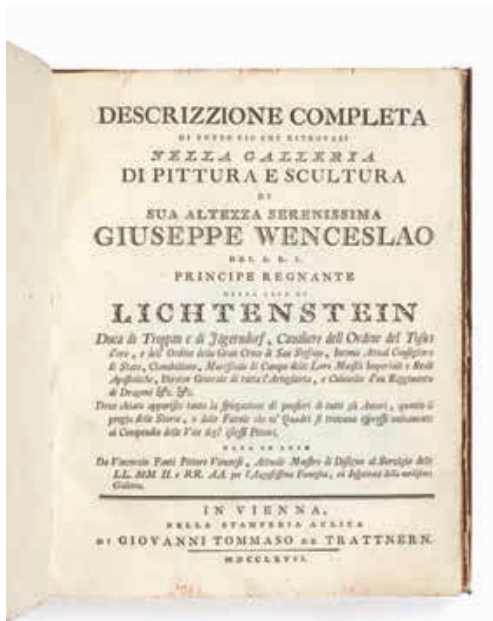 DESCRIZZIONE COMPLETA
DI TUTTO CIÒ CHE RITROVASI
NELLA GALLERIA
DI PITTURA E SCULTURA
DI
SUA ALTEZZA SERENISSIMA
GIUSEPPE WENCESLAO
DEL S. R. I.
PRINCIPE REGNANTE
DELLA CASA DI
LICHTENSTEIN
Duca di Troppau e di Jägerndorf, Cavaliere dell'Ordine del Toson
d'oro, e dell'Ordine della Gran Croce di San Stefano, Intimo Attual Consigliere
di Stato, Ciambellano, Maresciallo di Campo delle Loro Maestà Imperiali e Reali
Apostoliche, Director Generale di tutta l'Artiglieria, e Colonello d'un Reggimento
di Dragoni &c. &c.
Dove chiara apparisce tanto la spiegazione di pensieri di tutti gli Autori, quanto il
pregio delle Storie, e delle Favole che ne' Quadri si trovano espressi unitamente
al Compendio delle Vite degl' istessi Pittori.
DATA IN LUCE
Da Vincenzio Fanti Pittore Viennese, Attuale Maestro di Disegno al Servigio delle
LL. MM. II. e RR. AA. per l'Augustissima Famiglia, ed Inspettore della medesima
Galleria.
IN VIENNA,
NELLA STAMPERIA AULICA
DI GIOVANNI TOMMASO DE TRATTNERN.
MDCCLXVII.